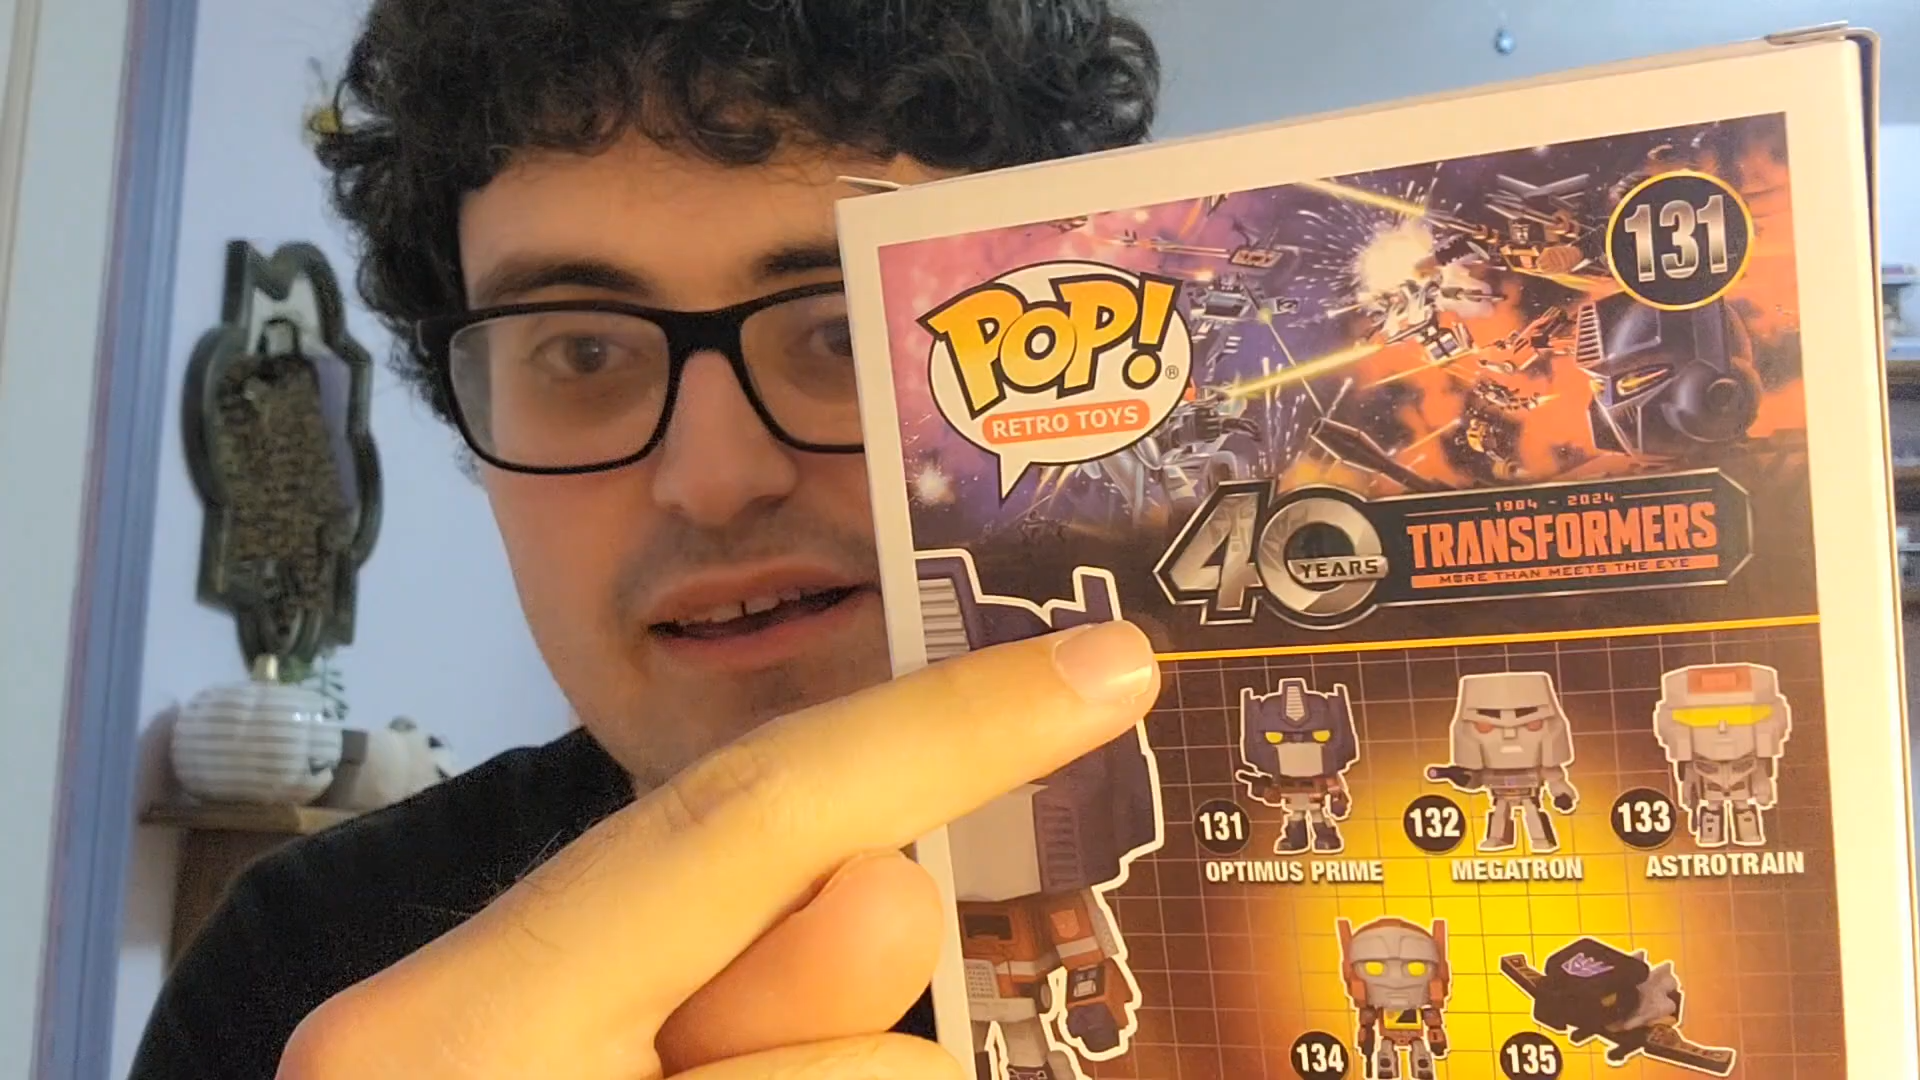 131
POP!®
RETRO TOYS
1984 - 2024
40 YEARS
TRANSFORMERS
MORE THAN MEETS THE EYE
131
OPTIMUS PRIME
132
MEGATRON
133
ASTROTRAIN
134
135